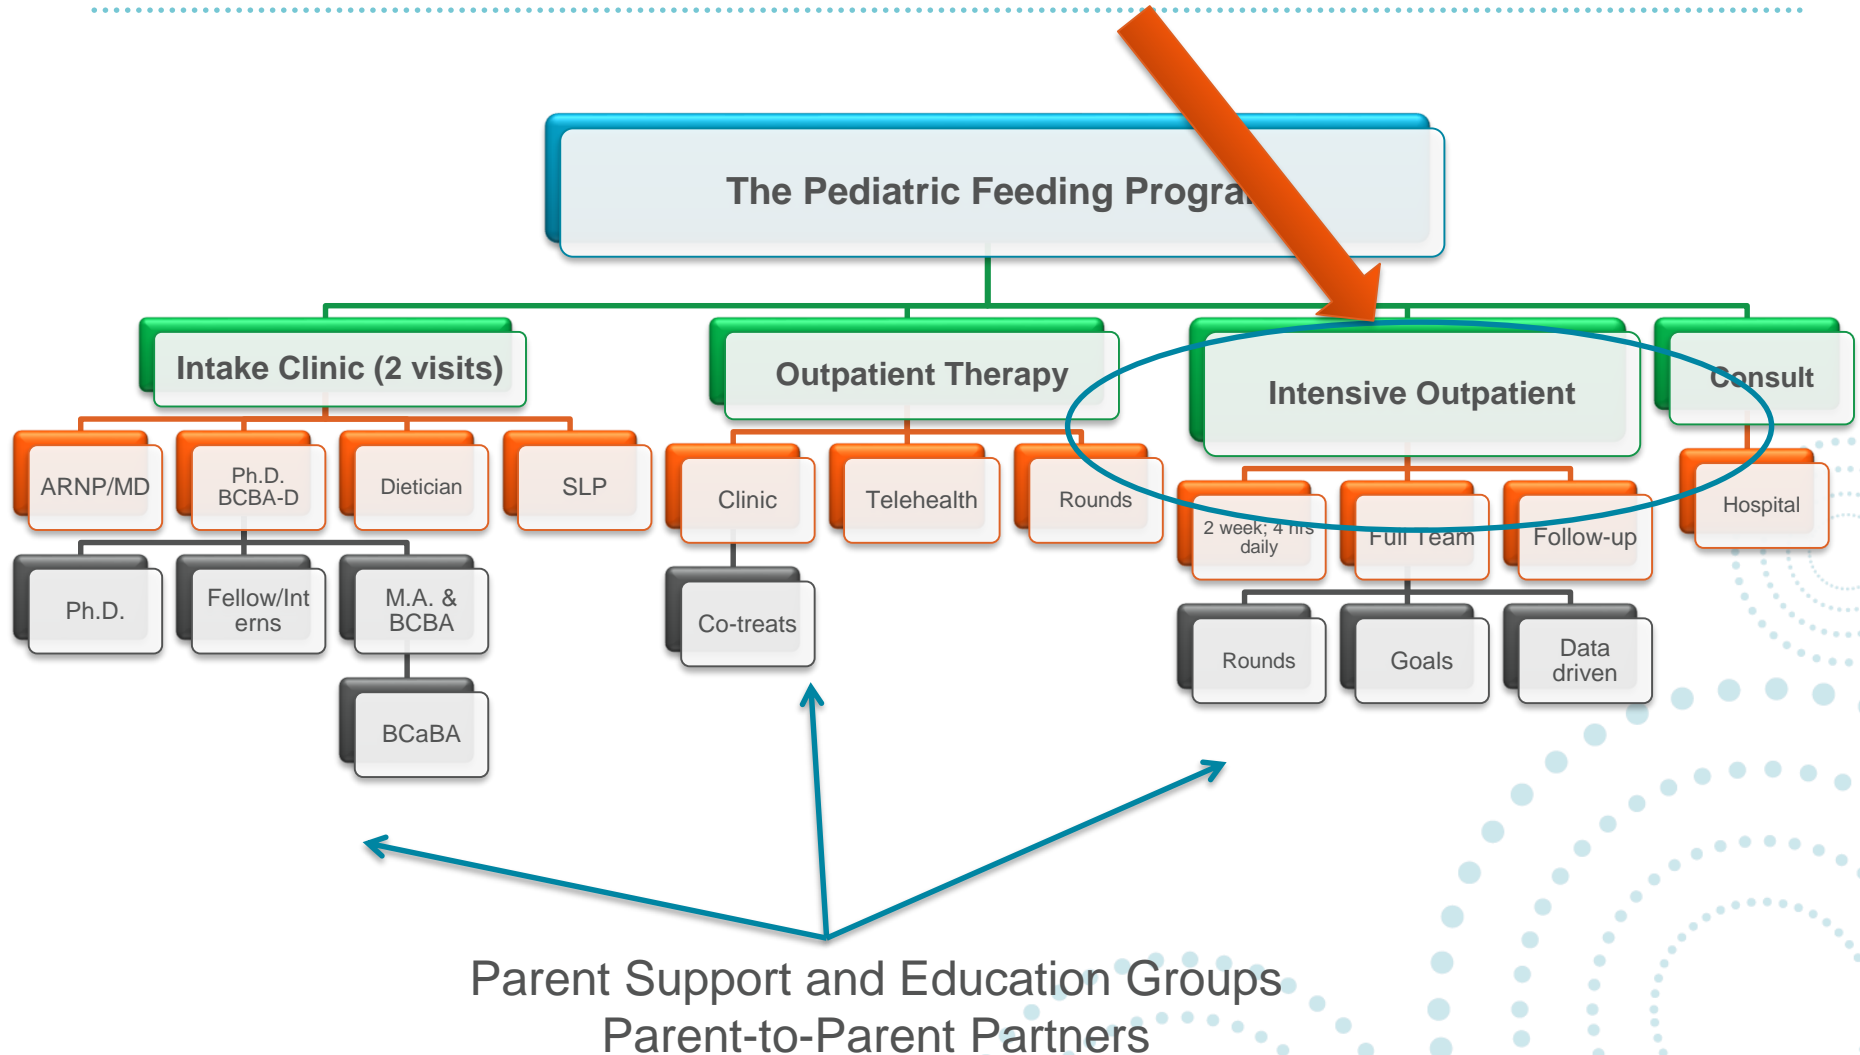 The Pediatric Feeding Progra
Intake Clinic (2 visits)
Outpatient Therapy
Intensive Outpatient
Consult
ARNP/MD
Ph.D.
BCBA-D
Dietician
SLP
Clinic
Telehealth
Rounds
2 week; 4 hrs
daily
Full Team
Follow-up
Hospital
Ph.D.
Fellow/Int
erns
M.A. &
BCBA
Co-treats
Rounds
Goals
Data
driven
BCaBA
Parent Support and Education Groups
Parent-to-Parent Partners